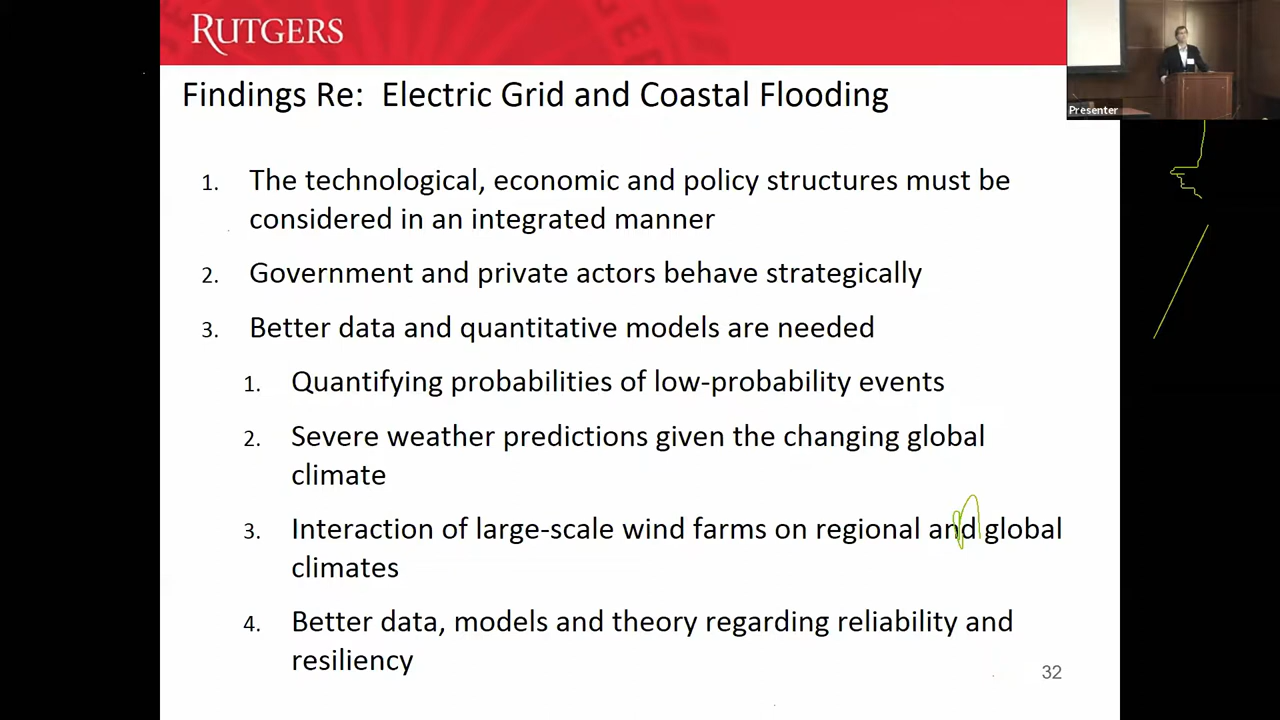 RUTGERS
Presenter
Findings Re: Electric Grid and Coastal Flooding
1. The technological, economic and policy structures must be
considered in an integrated manner
2. Government and private actors behave strategically
3. Better data and quantitative models are needed
1. Quantifying probabilities of low-probability events
2. Severe weather predictions given the changing global
climate
3. Interaction of large-scale wind farms on regional and global
climates
4. Better data, models and theory regarding reliability and
resiliency
32